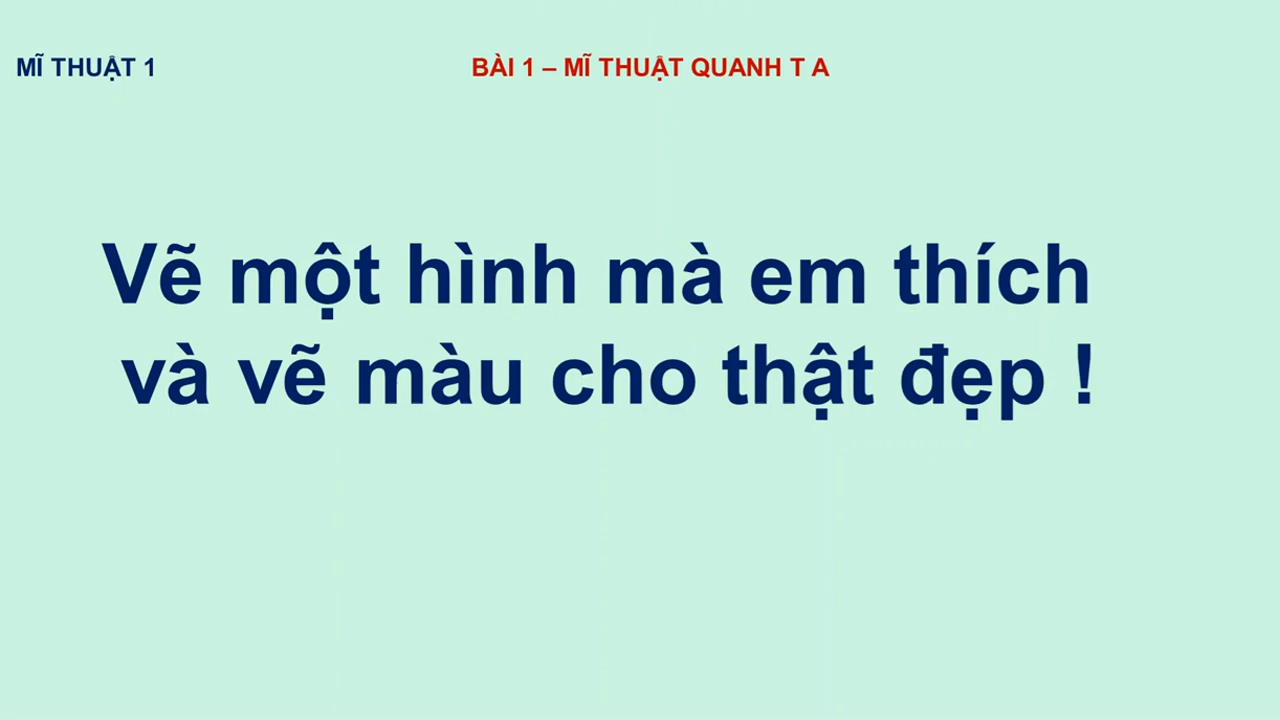 MĨ THUẬT 1
BÀI 1 – MĨ THUẬT QUANH T A
Vẽ một hình mà em thích
và vẽ màu cho thật đẹp !